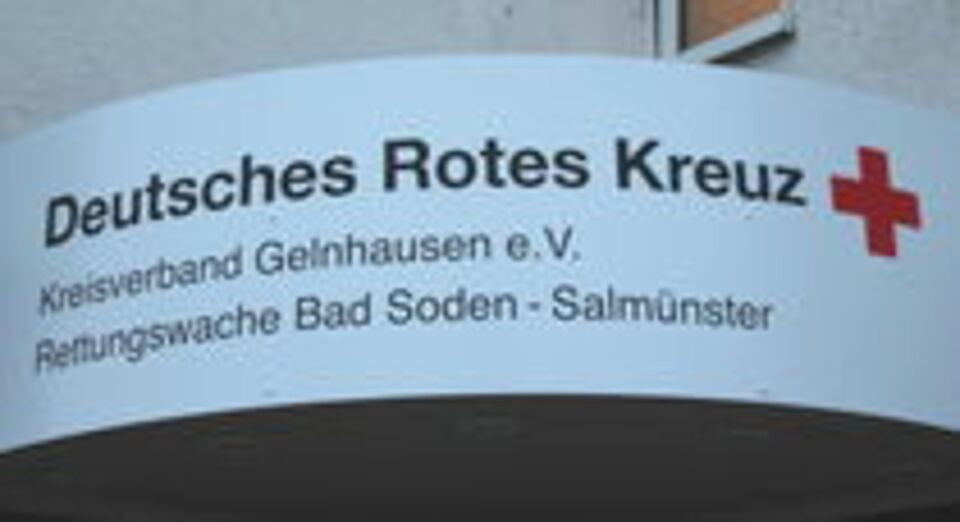 Deutsches Rotes Kreuz
Kreisverband Gelnhausen e.V.
Rettungswache Bad Soden - Salmünster